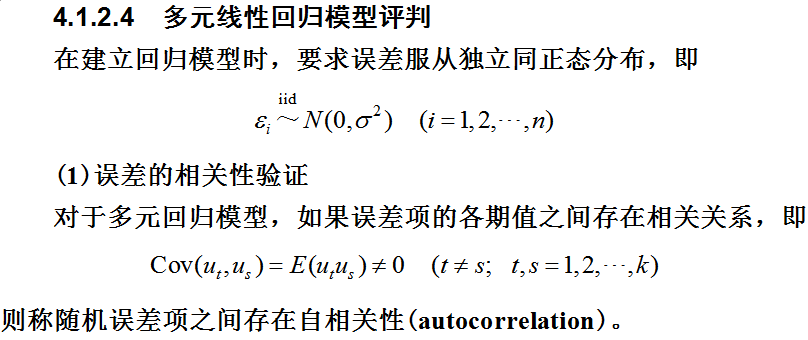 4.1.2.4 多元线性回归模型评判
在建立回归模型时，要求误差服从独立同正态分布，即
εᵢ ~ⁱⁱᵈ N(0,σ²) (i=1,2,⋯,n)
(1)误差的相关性验证
对于多元回归模型，如果误差项的各期值之间存在相关关系，即
Cov(uₜ,uₛ)=E(uₜuₛ)≠0 (t≠s; t,s=1,2,⋯,k)
则称随机误差项之间存在自相关性(autocorrelation)。